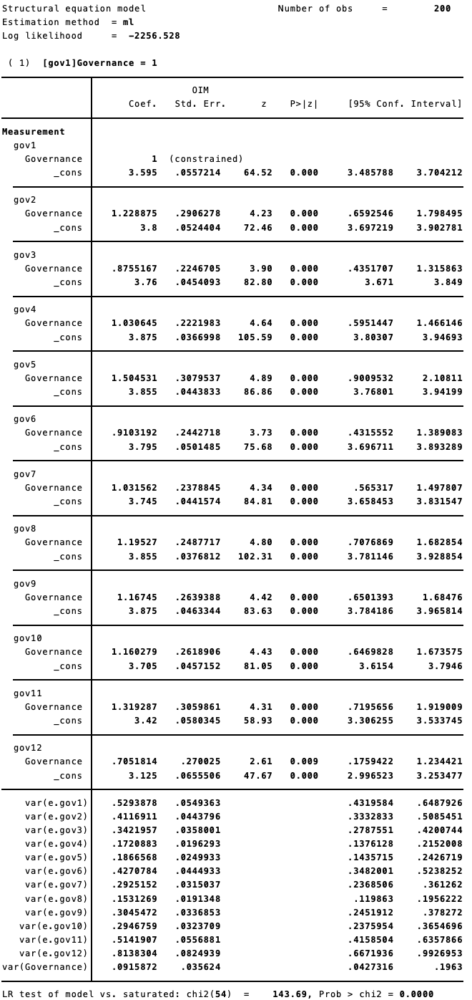 Structural equation model Number of obs = 200
Estimation method = ml
Log likelihood = -2256.528
( 1) [gov1]Governance = 1
OIM
Coef. Std. Err. z P>|z| [95% Conf. Interval]
Measurement
gov1
Governance 1 (constrained)
_cons 3.595 .0557214 64.52 0.000 3.485788 3.704212
gov2
Governance 1.228875 .2906278 4.23 0.000 .6592546 1.798495
_cons 3.8 .0524404 72.46 0.000 3.697219 3.902781
gov3
Governance .8755167 .2246705 3.90 0.000 .4351707 1.315863
_cons 3.76 .0454093 82.80 0.000 3.671 3.849
gov4
Governance 1.030645 .2221983 4.64 0.000 .5951447 1.466146
_cons 3.875 .0366998 105.59 0.000 3.80307 3.94693
gov5
Governance 1.504531 .3079537 4.89 0.000 .9009532 2.10811
_cons 3.855 .0443833 86.86 0.000 3.76801 3.94199
gov6
Governance .9103192 .2442718 3.73 0.000 .4315552 1.389083
_cons 3.795 .0501485 75.68 0.000 3.696711 3.893289
gov7
Governance 1.031562 .2378845 4.34 0.000 .565317 1.497807
_cons 3.745 .0441574 84.81 0.000 3.658453 3.831547
gov8
Governance 1.19527 .2487717 4.80 0.000 .7076869 1.682854
_cons 3.855 .0376812 102.31 0.000 3.781146 3.928854
gov9
Governance 1.16745 .2639388 4.42 0.000 .6501393 1.68476
_cons 3.875 .0463344 83.63 0.000 3.784186 3.965814
gov10
Governance 1.160279 .2618906 4.43 0.000 .6469828 1.673575
_cons 3.705 .0457152 81.05 0.000 3.6154 3.7946
gov11
Governance 1.319287 .3059861 4.31 0.000 .7195656 1.919009
_cons 3.42 .0580345 58.93 0.000 3.306255 3.533745
gov12
Governance .7051814 .270025 2.61 0.009 .1759422 1.234421
_cons 3.125 .0655506 47.67 0.000 2.996523 3.253477
var(e.gov1) .5293878 .0549363 .4319584 .6487926
var(e.gov2) .4116911 .0443796 .3332833 .5085451
var(e.gov3) .3421957 .0358001 .2787551 .4200744
var(e.gov4) .1720883 .0196293 .1376128 .2152008
var(e.gov5) .1866568 .0249933 .1435715 .2426719
var(e.gov6) .4270784 .0444933 .3482001 .5238252
var(e.gov7) .2925152 .0315037 .2368506 .361262
var(e.gov8) .1531269 .0191348 .119863 .1956222
var(e.gov9) .3045472 .0336853 .2451912 .378272
var(e.gov10) .2946759 .0323709 .2375954 .3654696
var(e.gov11) .5141907 .0556881 .4158504 .6357866
var(e.gov12) .8138304 .0824939 .6671936 .9926953
var(Governance) .0915872 .035624 .0427316 .1963
LR test of model vs. saturated: chi2(54) = 143.69, Prob > chi2 = 0.0000